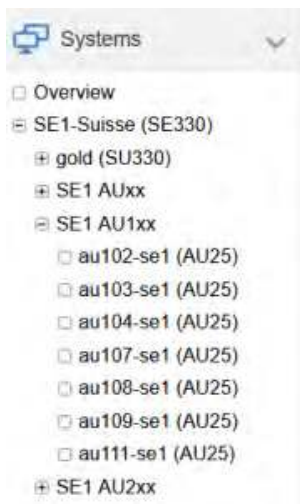 Systems
Overview
SE1-Suisse (SE330)
gold (SU330)
SE1 AUxx
SE1 AU1xx
au102-se1 (AU25)
au103-se1 (AU25)
au104-se1 (AU25)
au107-se1 (AU25)
au108-se1 (AU25)
au109-se1 (AU25)
au111-se1 (AU25)
SE1 AU2xx